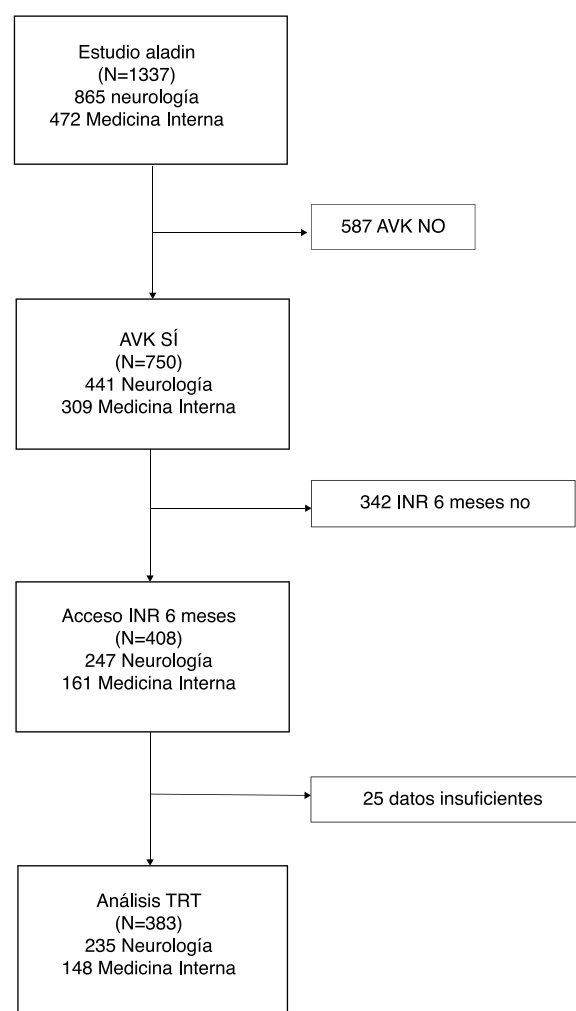 Estudio aladin
(N=1337)
865 neurología
472 Medicina Interna
587 AVK NO
AVK SÍ
(N=750)
441 Neurología
309 Medicina Interna
342 INR 6 meses no
Acceso INR 6 meses
(N=408)
247 Neurología
161 Medicina Interna
25 datos insuficientes
Análisis TRT
(N=383)
235 Neurología
148 Medicina Interna